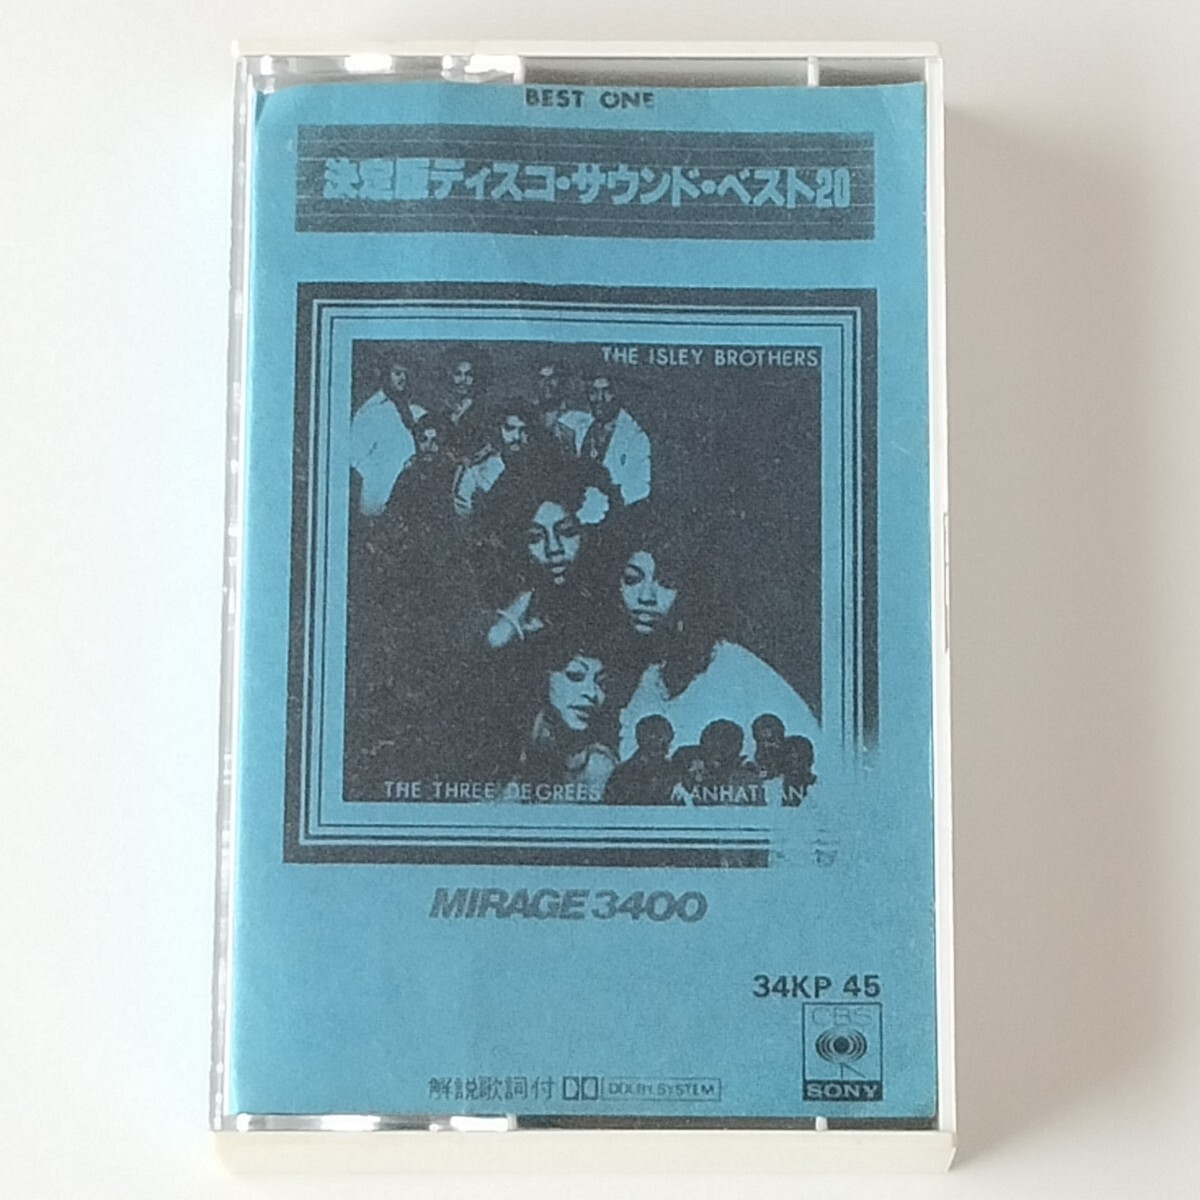 BEST ONE
決定版ディスコ・サウンド・ベスト20
THE ISLEY BROTHERS
THE THREE DEGREES
MANHATTAN
MIRAGE 3400
34KP 45
CBS
SONY
解説歌詞付 DOLBY SYSTEM